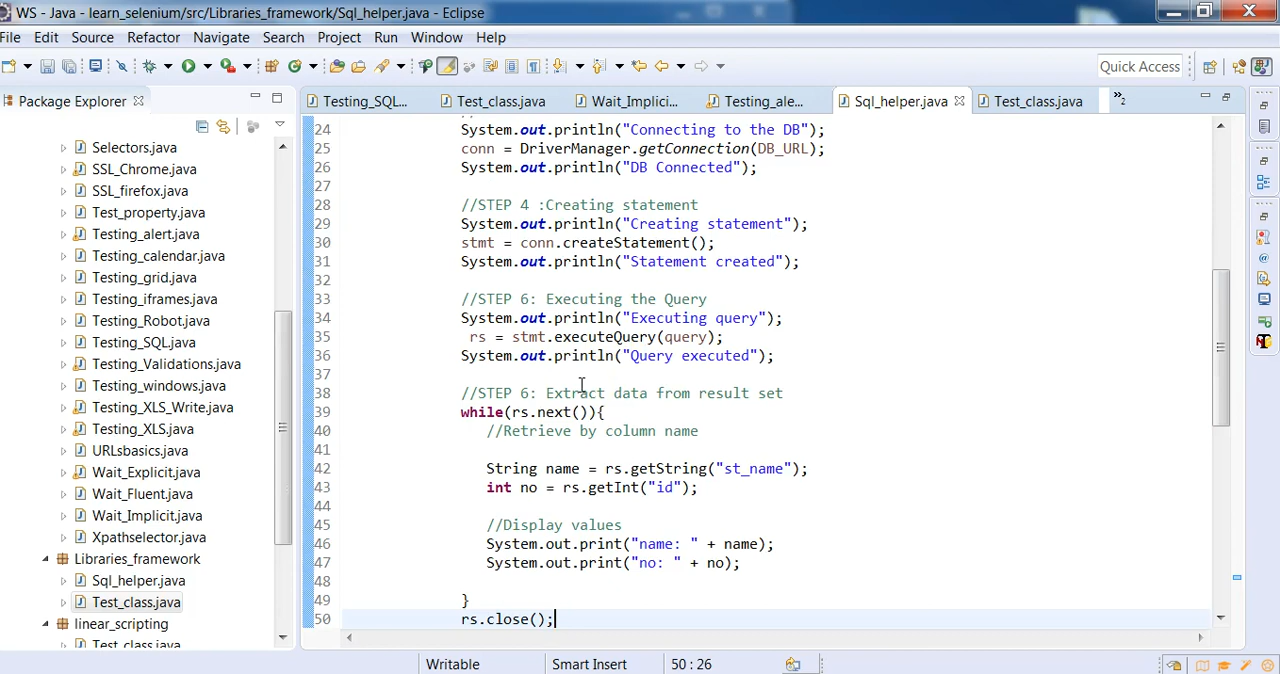 WS - Java - learn_selenium/src/Libraries_framework/Sql_helper.java - Eclipse
File Edit Source Refactor Navigate Search Project Run Window Help
Quick Access
Package Explorer
Testing_SQL... Test_class.java Wait_Implici... Testing_ale... Sql_helper.java Test_class.java »2
Selectors.java
SSL_Chrome.java
SSL_firefox.java
Test_property.java
Testing_alert.java
Testing_calendar.java
Testing_grid.java
Testing_iframes.java
Testing_Robot.java
Testing_SQL.java
Testing_Validations.java
Testing_windows.java
Testing_XLS_Write.java
Testing_XLS.java
URLsbasics.java
Wait_Explicit.java
Wait_Fluent.java
Wait_Implicit.java
Xpathselector.java
Libraries_framework
Sql_helper.java
Test_class.java
linear_scripting
Test_class.java
24 System.out.println("Connecting to the DB");
25 conn = DriverManager.getConnection(DB_URL);
26 System.out.println("DB Connected");
27
28 //STEP 4 :Creating statement
29 System.out.println("Creating statement");
30 stmt = conn.createStatement();
31 System.out.println("Statement created");
32
33 //STEP 6: Executing the Query
34 System.out.println("Executing query");
35 rs = stmt.executeQuery(query);
36 System.out.println("Query executed");
37
38 //STEP 6: Extract data from result set
39 while(rs.next()){
40 //Retrieve by column name
41
42 String name = rs.getString("st_name");
43 int no = rs.getInt("id");
44
45 //Display values
46 System.out.print("name: " + name);
47 System.out.print("no: " + no);
48
49 }
50 rs.close();
Writable Smart Insert 50 : 26